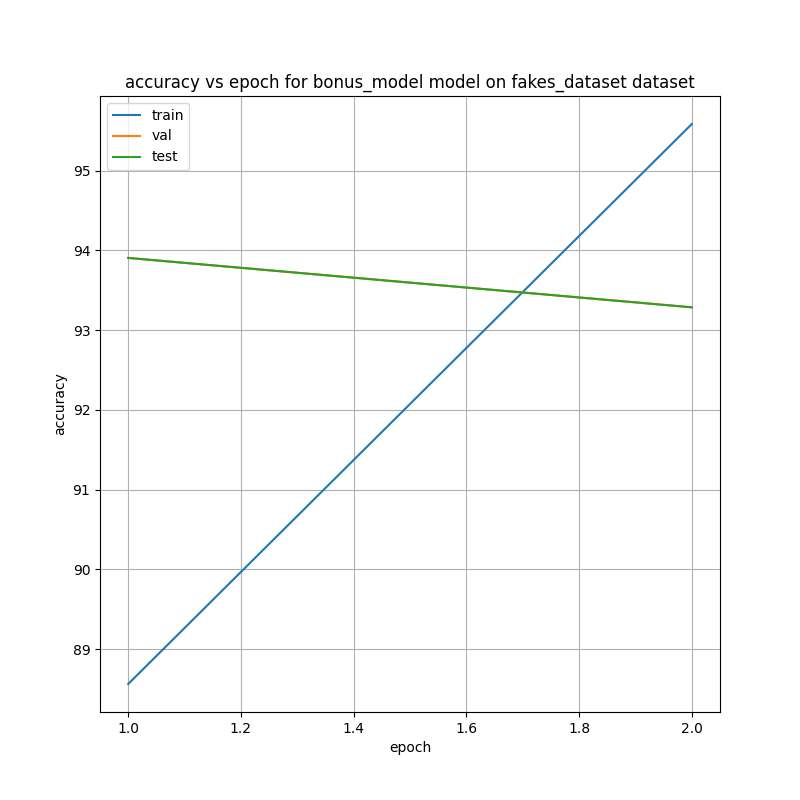 accuracy vs epoch for bonus_model model on fakes_dataset dataset
train
val
test
95
94
93
92
91
90
89
accuracy
1.0 1.2 1.4 1.6 1.8 2.0
epoch